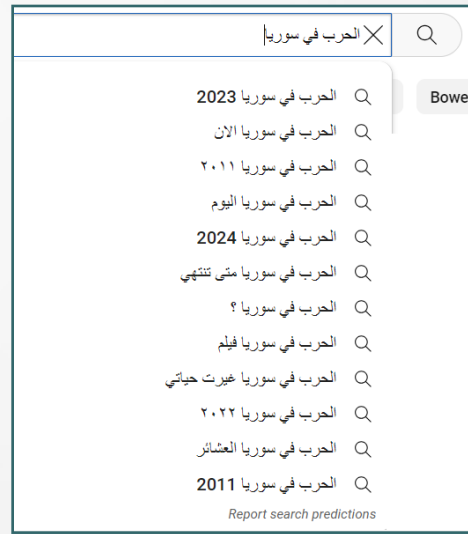 الحرب في سوريا
Bowe
الحرب في سوريا 2023
الحرب في سوريا الان
الحرب في سوريا ٢٠١١
الحرب في سوريا اليوم
الحرب في سوريا 2024
الحرب في سوريا متى تنتهي
الحرب في سوريا ؟
الحرب في سوريا فيلم
الحرب في سوريا غيرت حياتي
الحرب في سوريا ٢٠٢٢
الحرب في سوريا العشائر
الحرب في سوريا 2011
Report search predictions